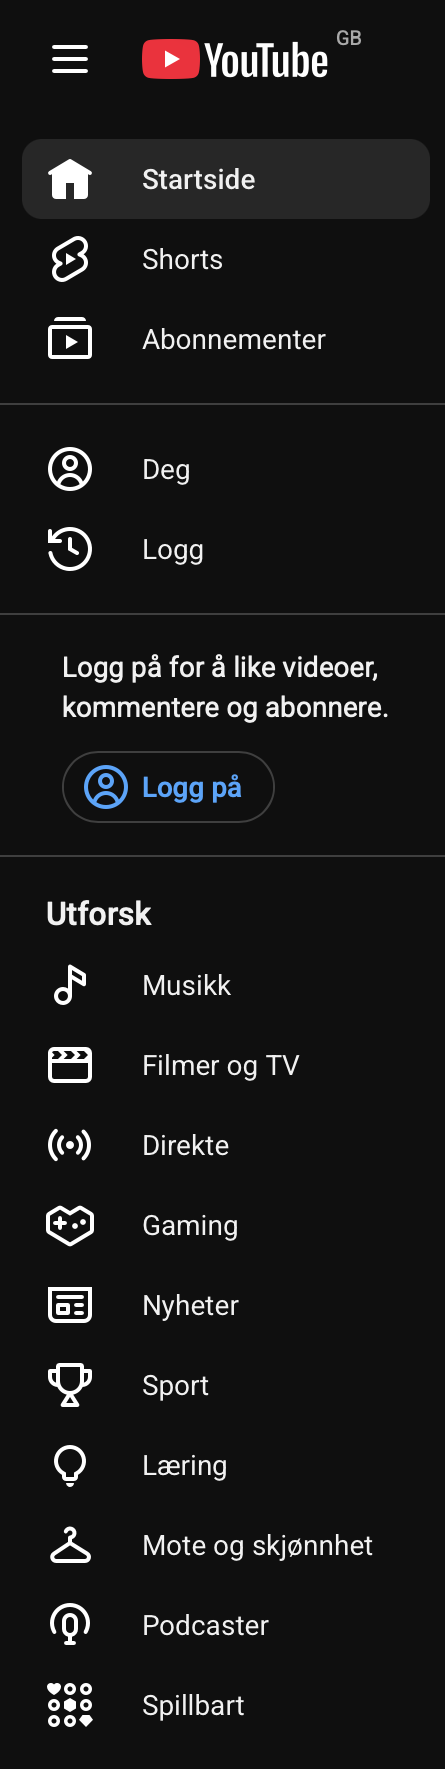 YouTube GB
Startside
Shorts
Abonnementer
Deg
Logg
Logg på for å like videoer,
kommentere og abonnere.
Logg på
Utforsk
Musikk
Filmer og TV
Direkte
Gaming
Nyheter
Sport
Læring
Mote og skjønnhet
Podcaster
Spillbart